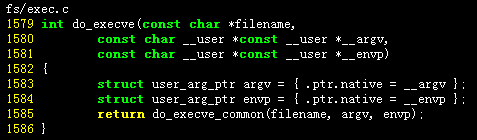 fs/exec.c
1579 int do_execve(const char *filename,
1580         const char __user *const __user *__argv,
1581         const char __user *const __user *__envp)
1582 {
1583         struct user_arg_ptr argv = { .ptr.native = __argv };
1584         struct user_arg_ptr envp = { .ptr.native = __envp };
1585         return do_execve_common(filename, argv, envp);
1586 }